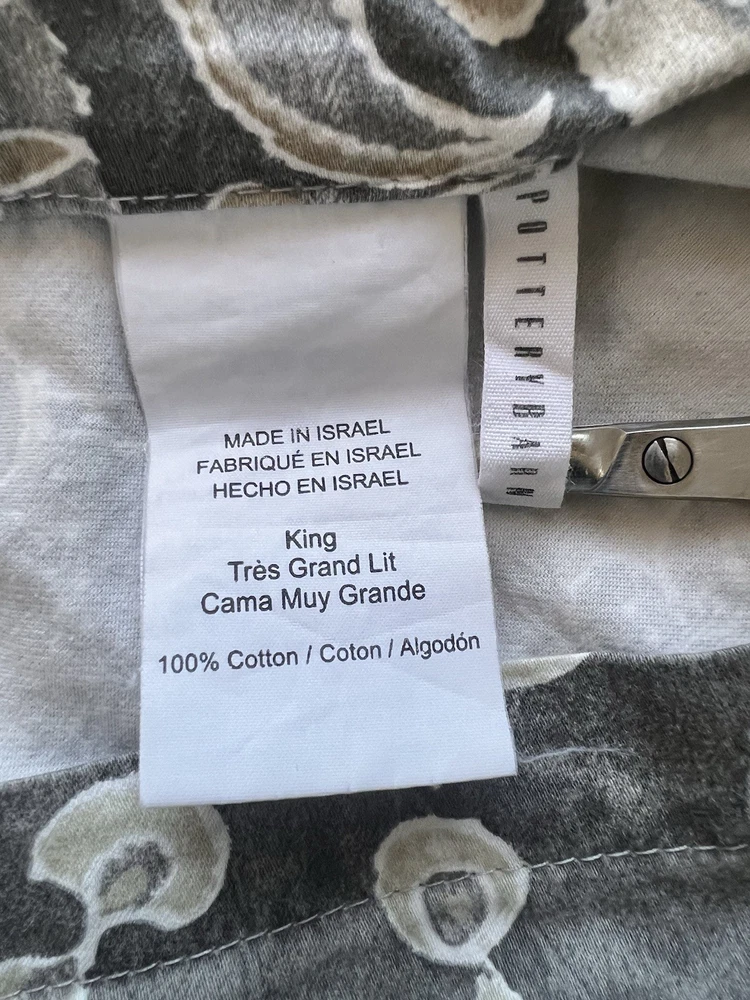 MADE IN ISRAEL
FABRIQUÉ EN ISRAEL
HECHO EN ISRAEL
King
Très Grand Lit
Cama Muy Grande
100% Cotton / Coton / Algodón
POTTERY BARN